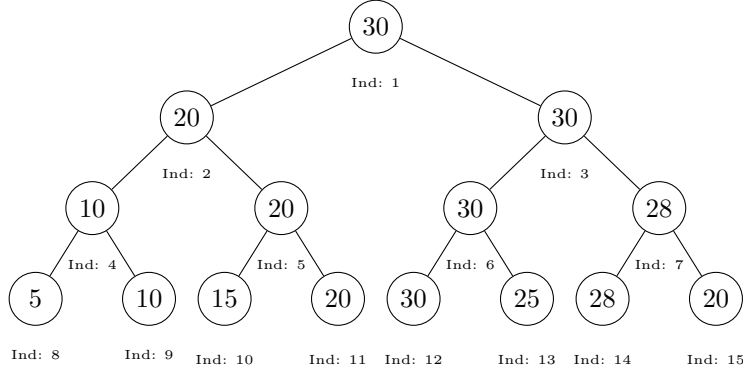 30
Ind: 1
20
30
Ind: 2
Ind: 3
10
20
30
28
Ind: 4
Ind: 5
Ind: 6
Ind: 7
5
10
15
20
30
25
28
20
Ind: 8
Ind: 9
Ind: 10
Ind: 11
Ind: 12
Ind: 13
Ind: 14
Ind: 15